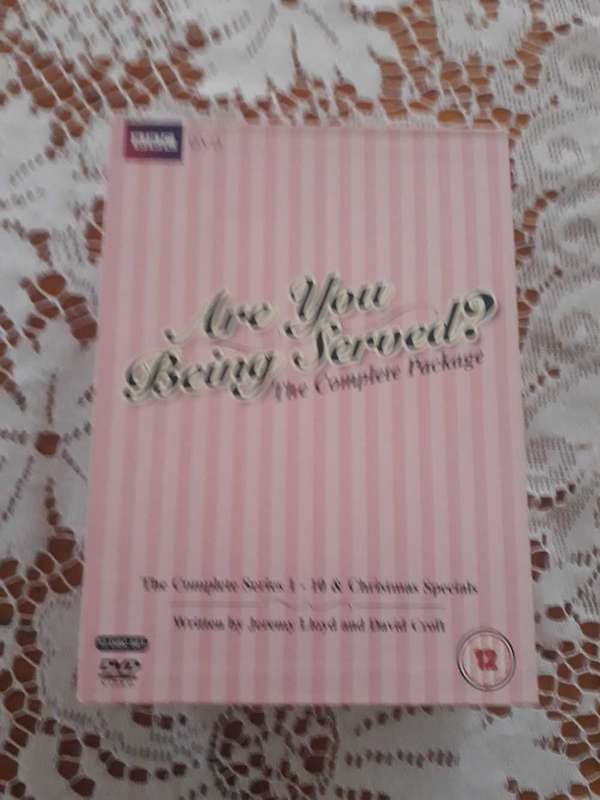 Are You
Being Served?
The Complete Package
The Complete Series 1 - 10 & Christmas Specials
Written by Jeremy Lloyd and David Croft
DVD
12